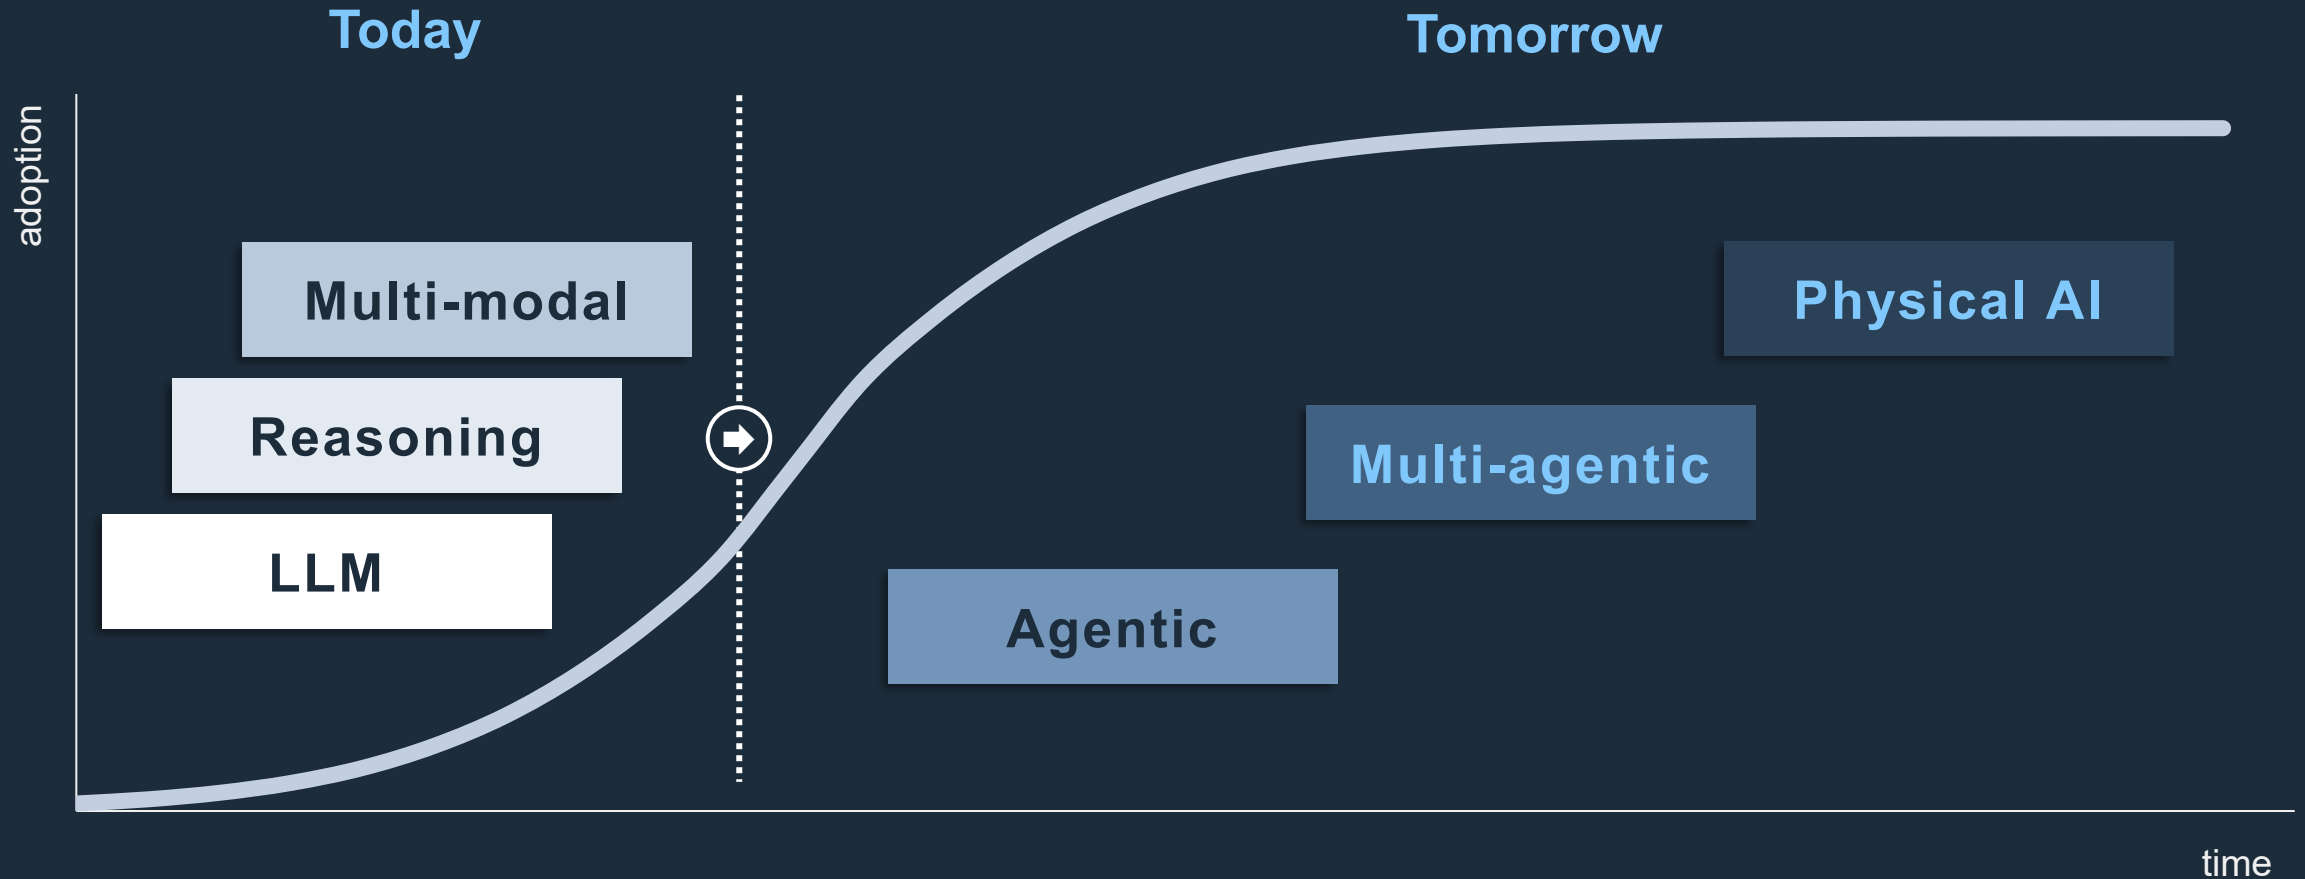 Today
Tomorrow
adoption
Multi-modal
Physical AI
Reasoning
Multi-agentic
LLM
Agentic
time